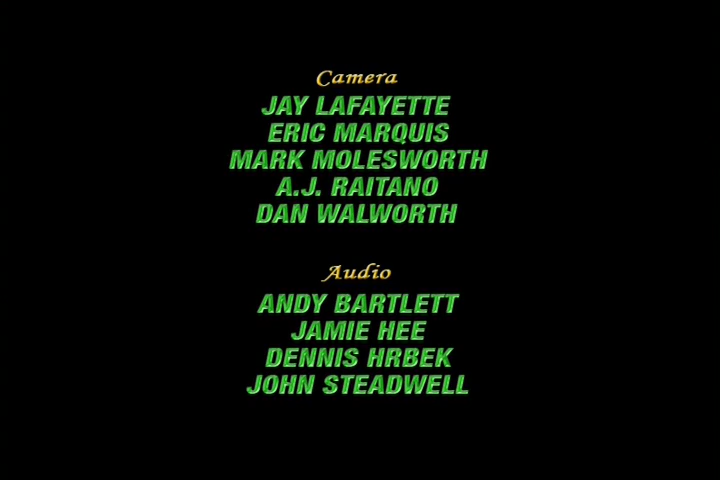 Camera
JAY LAFAYETTE
ERIC MARQUIS
MARK MOLESWORTH
A.J. RAITANO
DAN WALWORTH
Audio
ANDY BARTLETT
JAMIE HEE
DENNIS HRBEK
JOHN STEADWELL